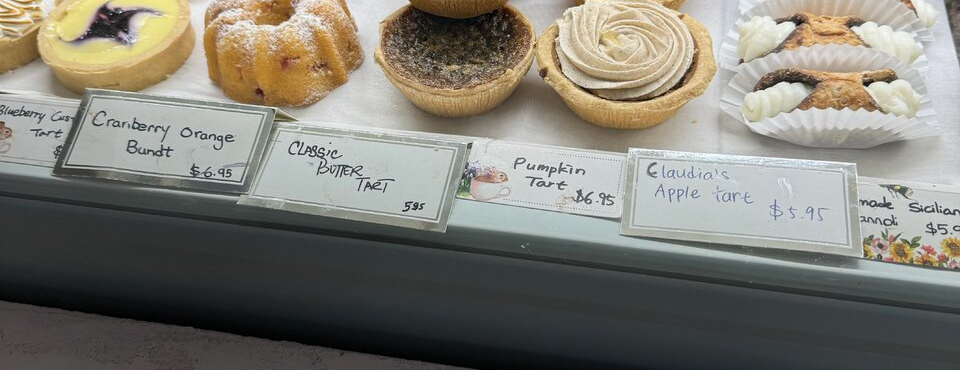 Blueberry Cus
Tart
$
Cranberry Orange
Bundt
$6.95
CLASSIC
BUTTER
TART
5.95
Pumpkin
Tart
$6.95
Claudia's
Apple Tart
$5.95
made Sicilian
annoli
$5.9